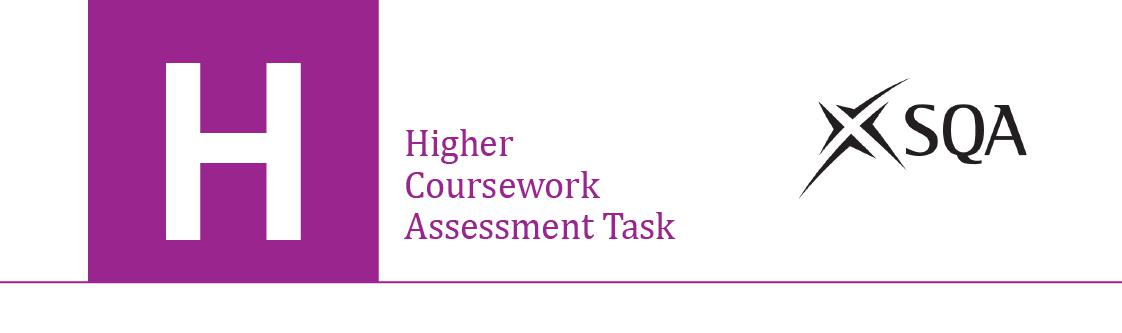 H
Higher
Coursework
Assessment Task
SQA